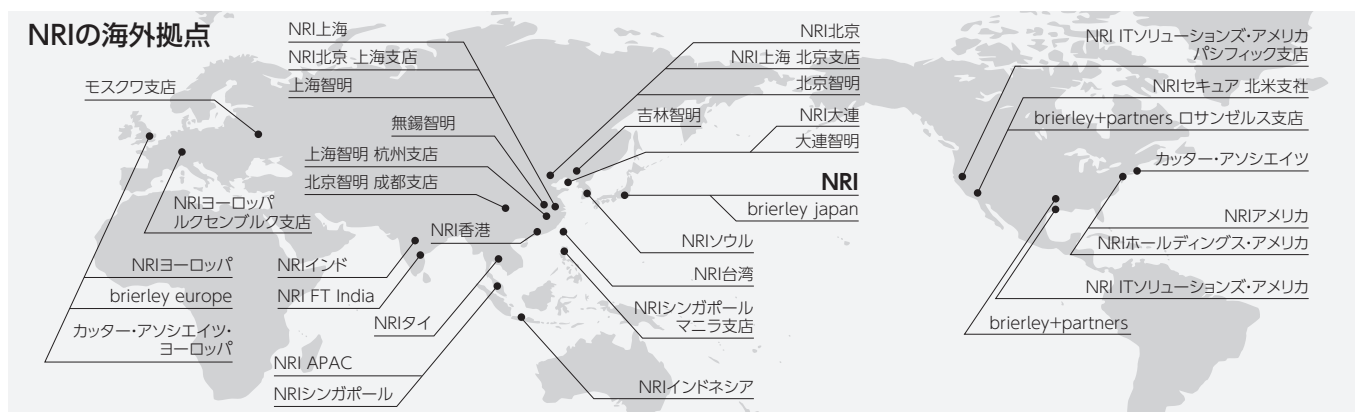 NRIの海外拠点
モスクワ支店
NRIヨーロッパ
ルクセンブルク支店
NRIヨーロッパ
brierley europe
カッター・アソシエイツ・
ヨーロッパ
NRI上海
NRI北京 上海支店
上海智明
無錫智明
上海智明 杭州支店
北京智明 成都支店
NRI香港
NRIインド
NRI FT India
NRIタイ
NRI APAC
NRIシンガポール
NRI北京
NRI上海 北京支店
北京智明
吉林智明
NRI大連
大連智明
NRI
brierley japan
NRIソウル
NRI台湾
NRIシンガポール
マニラ支店
NRIインドネシア
NRI ITソリューションズ・アメリカ
パシフィック支店
NRIセキュア 北米支社
brierley+partners ロサンゼルス支店
カッター・アソシエイツ
NRIアメリカ
NRIホールディングス・アメリカ
NRI ITソリューションズ・アメリカ
brierley+partners